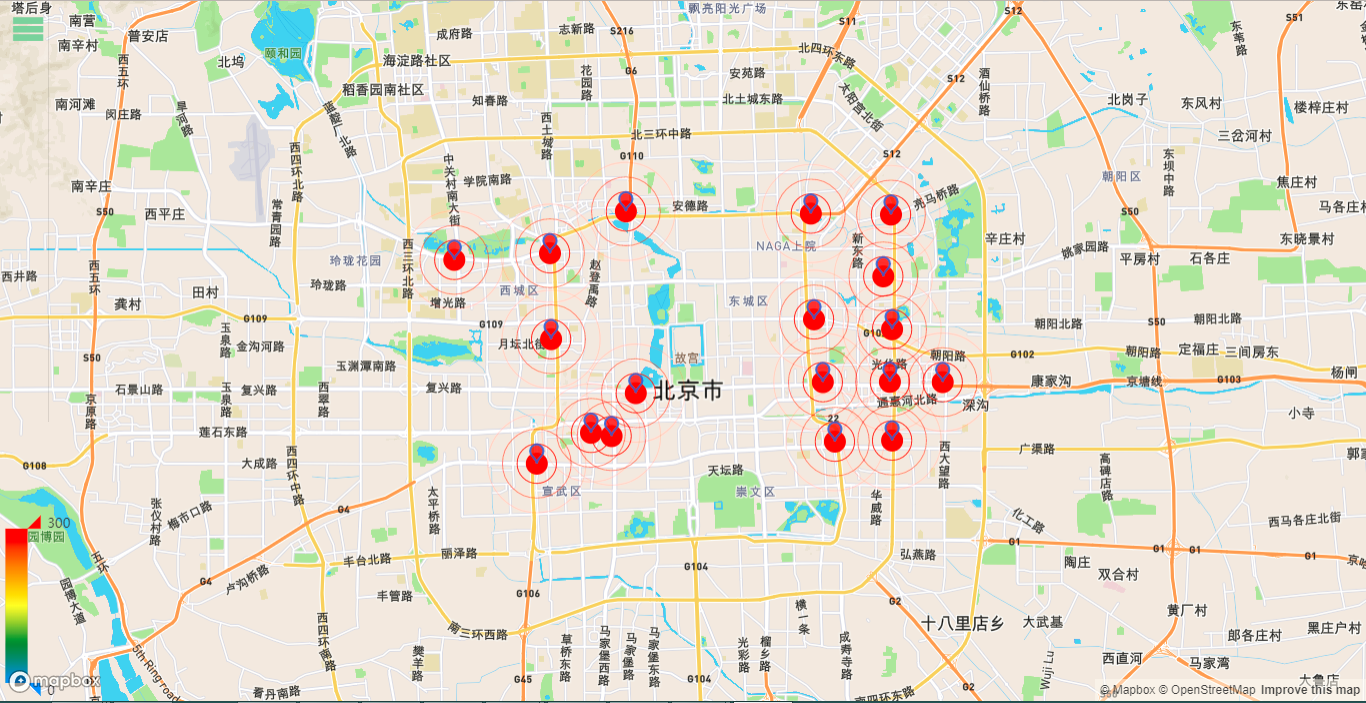 塔后身
南营
普安店
成府路
志新路
S216
飘亮阳光广场
S11
S12
S51
南辛村
西五环
北坞
颐和园
海淀路社区
花园路
G6
安苑路
北四环东路
S12
酒仙桥路
东苇路
稻香园南社区
知春路
北土城东路
太阳宫北街
北岗子
东风村
楼梓庄村
南河滩
闵庄路
旱河路
蓝靛厂北路
西土城路
北三环中路
三岔河村
西四环北路
中关村南大街
G110
S12
东坝中路
南辛庄
学院南路
朝阳区
焦庄村
S50
西平庄
常青园路
安德路
亮马桥路
S50
马各庄村
西三环北路
玲珑花园
NAGA上院
新东路
辛庄村
姚家园路
平房村
石各庄
东晓景村
西井路
西五环
田村
玲珑路
增光路
西城区
赵登禹路
东城区
龚村
G109
玉泉路
金沟河路
G109
月坛北街
朝阳北路
S50
朝阳北路
S50
玉渊潭南路
故宫
光华路
朝阳路
G102
朝阳路
定福庄
三间房东
石景山路
玉泉路
复兴路
西翠路
复兴路
北京市
通惠河北路
深沟
康家沟
京塘线
G103
杨闸
京原路
莲石东路
22
小寺
G108
大成路
西四环中路
天坛路
西大望路
广渠路
高碑店路
宣武区
崇文区
300
园博园
张仪村路
梅市口路
G4
太平桥路
华威路
化工路
西马各庄北街
五环
丰台北路
丽泽路
弘燕路
G1
G1
G1
陶庄
双合村
园博大道
G4
卢沟桥路
丰管路
G106
G104
横一条
G2
十八里店乡
大武基
黄厂村
郎各庄村
黑庄户村
西四环南路
南三环西路
樊羊路
草桥东路
马家堡西路
马家堡路
马家堡东路
光彩路
榴乡路
成寿寺路
Wuji Lu
西直河
马家湾
5th Ring road
mapbox
0
看丹南路
G45
G104
南四环东路
G2
大鲁店
© Mapbox © OpenStreetMap Improve this map